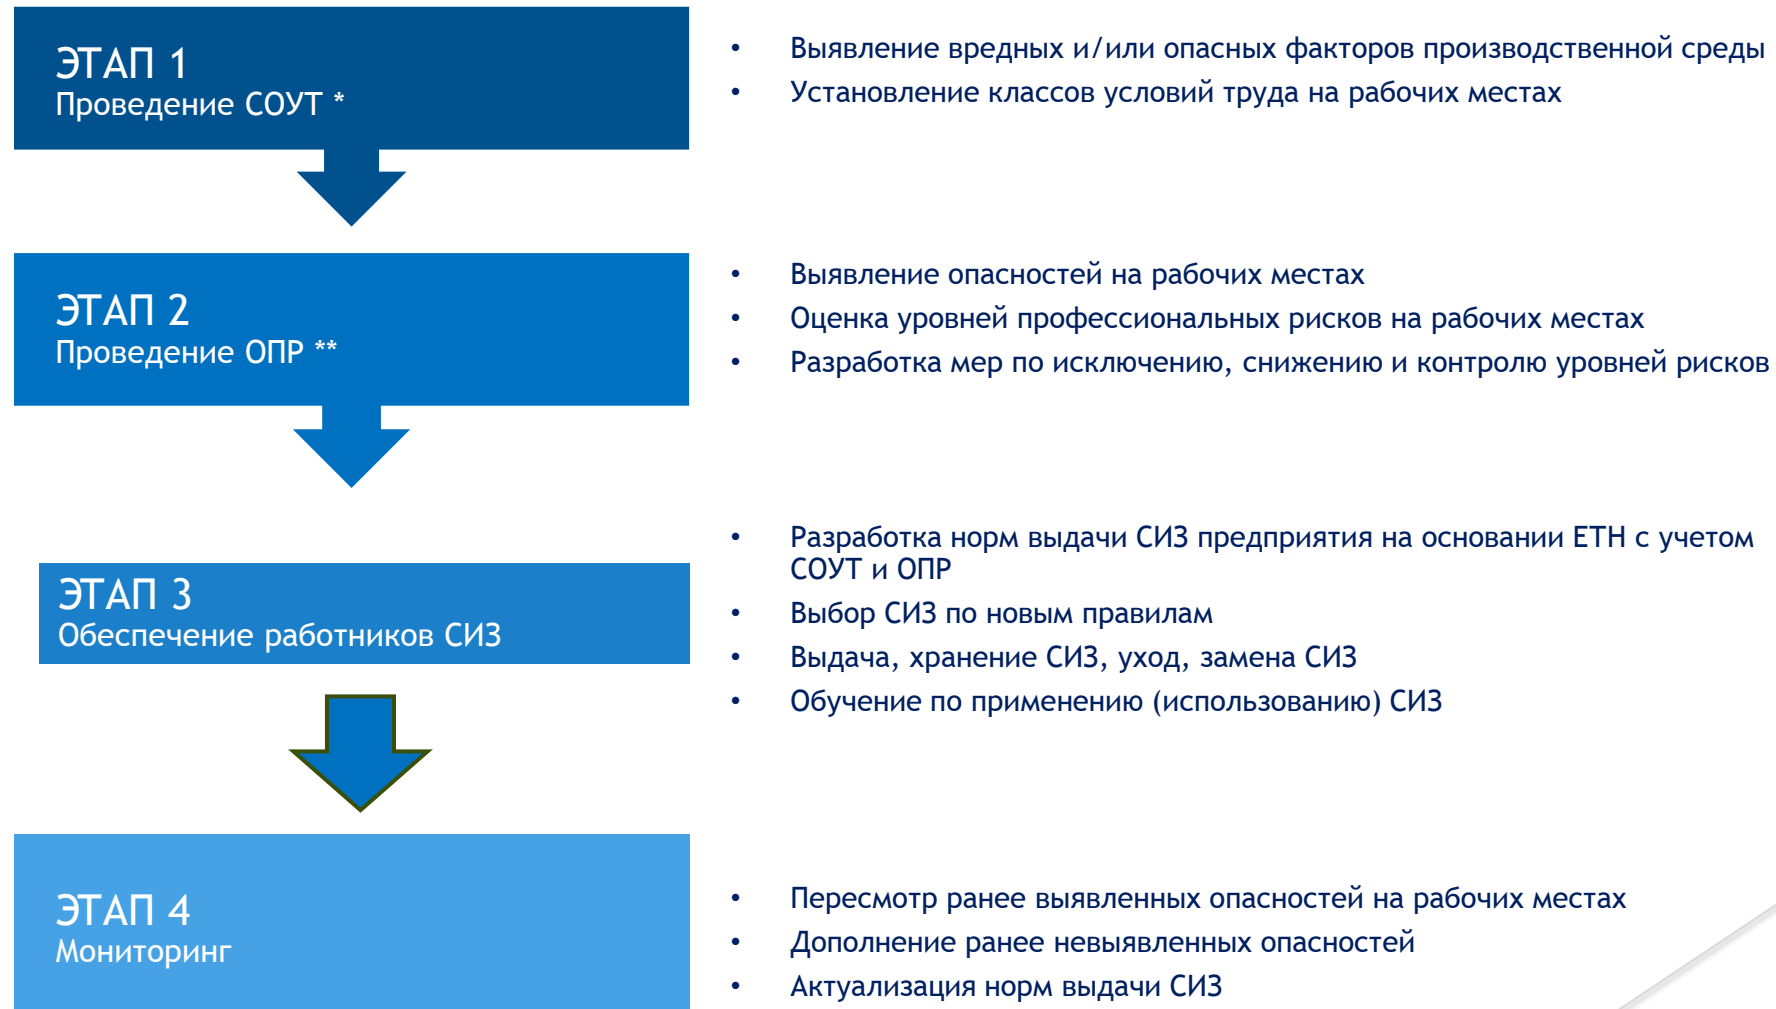 ЭТАП 1
Проведение СОУТ *
• Выявление вредных и/или опасных факторов производственной среды
• Установление классов условий труда на рабочих местах
ЭТАП 2
Проведение ОПР **
• Выявление опасностей на рабочих местах
• Оценка уровней профессиональных рисков на рабочих местах
• Разработка мер по исключению, снижению и контролю уровней рисков
ЭТАП 3
Обеспечение работников СИЗ
• Разработка норм выдачи СИЗ предприятия на основании ЕТН с учетом
СОУТ и ОПР
• Выбор СИЗ по новым правилам
• Выдача, хранение СИЗ, уход, замена СИЗ
• Обучение по применению (использованию) СИЗ
ЭТАП 4
Мониторинг
• Пересмотр ранее выявленных опасностей на рабочих местах
• Дополнение ранее невыявленных опасностей
• Актуализация норм выдачи СИЗ